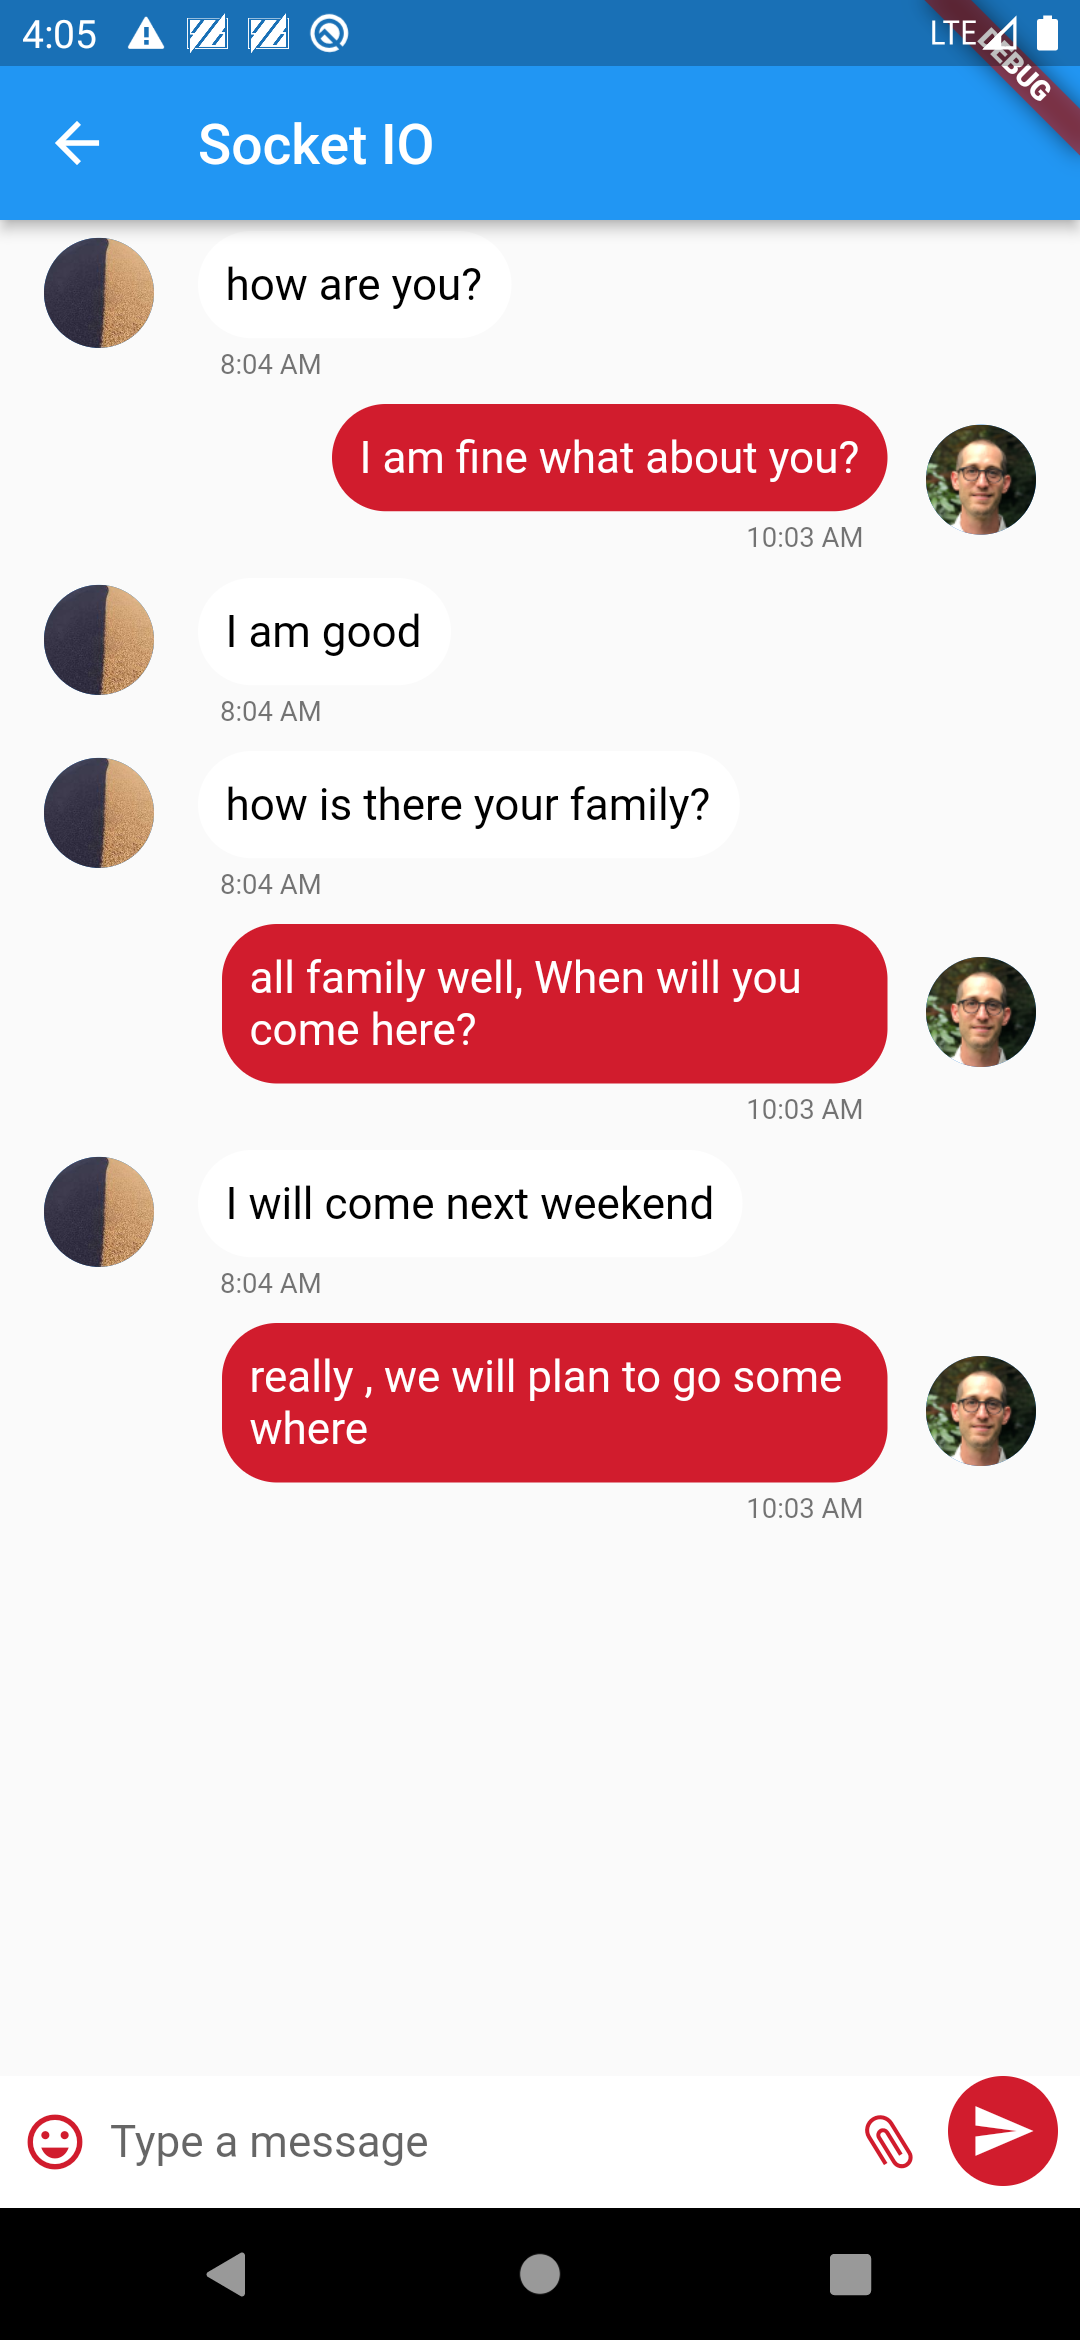 4:05
LTE
DEBUG
Socket IO
how are you?
8:04 AM
I am fine what about you?
10:03 AM
I am good
8:04 AM
how is there your family?
8:04 AM
all family well, When will you
come here?
10:03 AM
I will come next weekend
8:04 AM
really , we will plan to go some
where
10:03 AM
Type a message